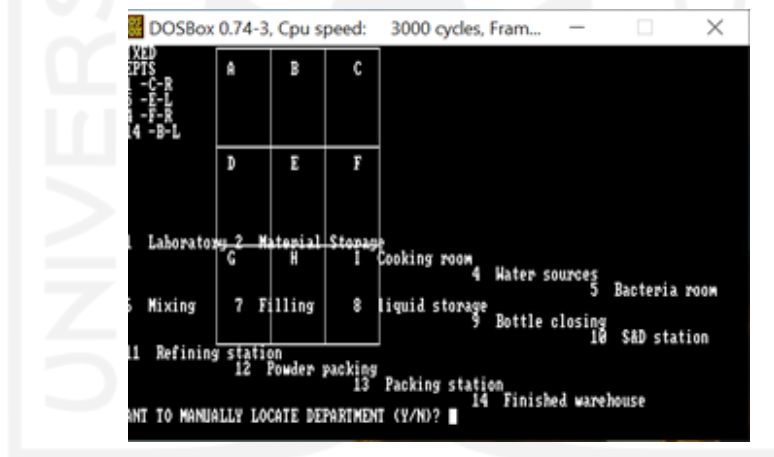 DOSBox 0.74-3, Cpu speed: 3000 cycles, Fram...
XED
EPTS
A B C
-C-R
-E-L
-F-R
14 -B-L
D E F
Laboratory 2 Material Storage
G H I Cooking room
4 Water sources
5 Bacteria room
Mixing 7 Filling 8 liquid storage
9 Bottle closing
10 S&D station
11 Refining station
12 Powder packing
13 Packing station
14 Finished warehouse
ANT TO MANUALLY LOCATE DEPARTMENT (Y/N)?
UNIVERS